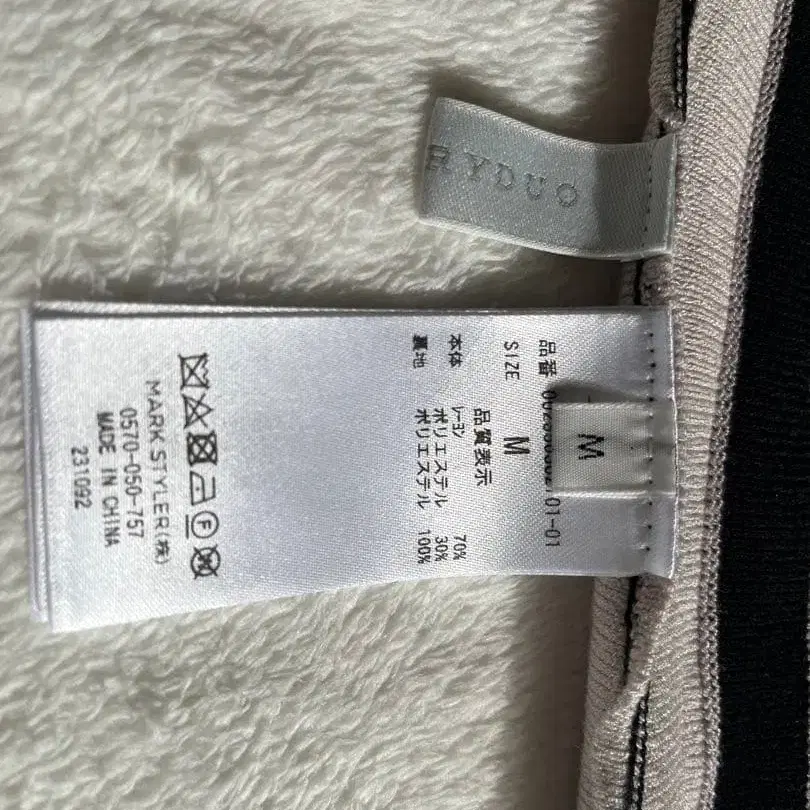 RYDUO
M
品番
01-01
SIZE M
品質表示
本体 レーヨン 70%
ポリエステル 30%
裏地 ポリエステル 100%
F
MARK STYLER(株)
0570-050-757
MADE IN CHINA
231092